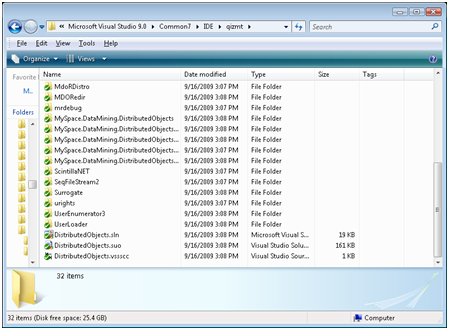 « Microsoft Visual Studio 9.0 ▸ Common7 ▸ IDE ▸ qizmt ▸
Search
File Edit View Tools Help
Organize Views
Favorite
M...
Folders
Name Date modified Type Size Tags
MdoRDistro 9/16/2009 3:07 PM File Folder
MDORedir 9/16/2009 3:07 PM File Folder
mrdebug 9/16/2009 3:07 PM File Folder
MySpace.DataMining.DistributedObjects 9/16/2009 3:08 PM File Folder
MySpace.DataMining.DistributedObjects... 9/16/2009 3:08 PM File Folder
MySpace.DataMining.DistributedObjects... 9/16/2009 3:07 PM File Folder
MySpace.DataMining.DistributedObjects... 9/16/2009 3:08 PM File Folder
MySpace.DataMining.DistributedObjects... 9/16/2009 3:08 PM File Folder
ScintillaNET 9/16/2009 3:07 PM File Folder
SeqFileStream2 9/16/2009 3:07 PM File Folder
Surrogate 9/16/2009 3:08 PM File Folder
urights 9/16/2009 3:07 PM File Folder
UserEnumerator3 9/16/2009 3:08 PM File Folder
UserLoader 9/16/2009 3:08 PM File Folder
DistributedObjects.sln 9/16/2009 3:08 PM Microsoft Visual S... 19 KB
DistributedObjects.suo 9/16/2009 3:08 PM Visual Studio Solu... 161 KB
DistributedObjects.vssscc 9/16/2009 3:08 PM Visual Studio Sour... 1 KB
32 items
32 items (Disk free space: 25.4 GB) Computer